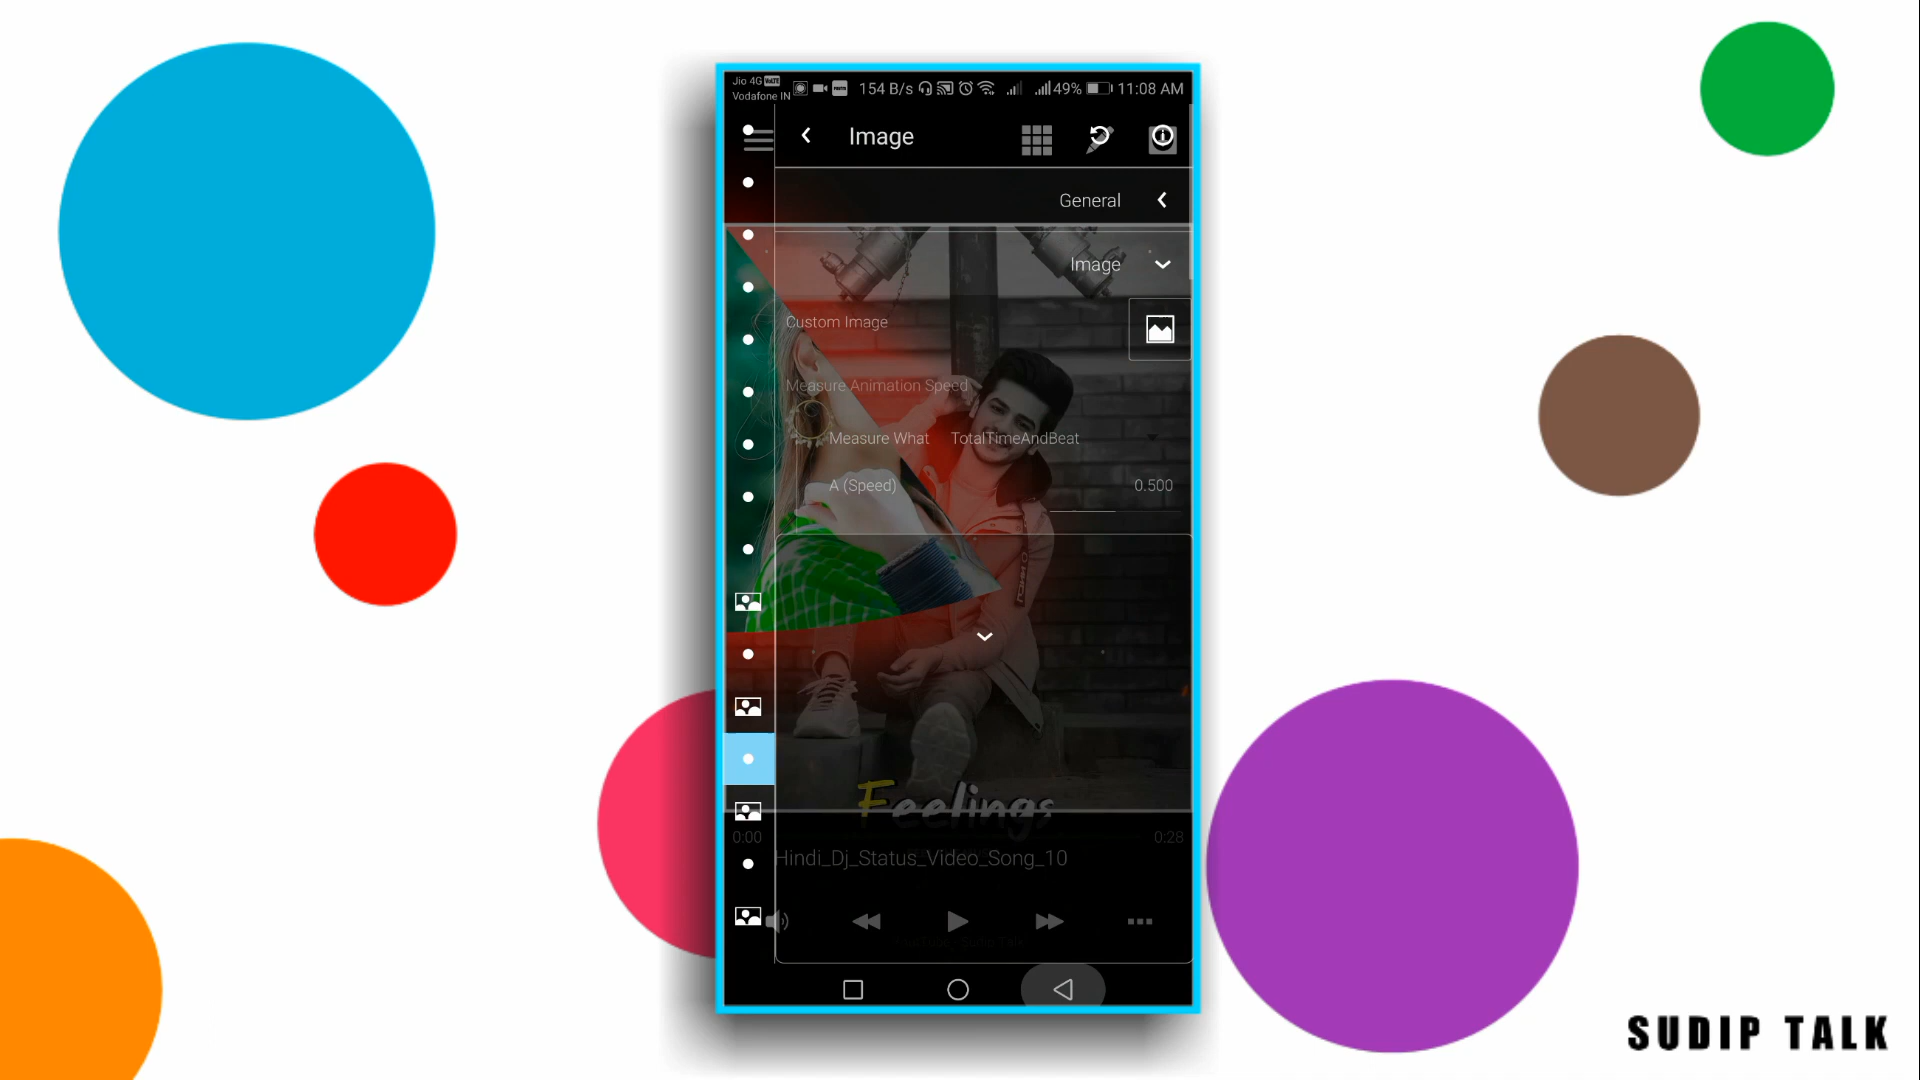 Jio 4G VoLTE
Vodafone IN
154 B/s
49%
11:08 AM
Image
General
Image
Custom Image
Measure Animation Speed
Measure What TotalTimeAndBeat
A (Speed) 0.500
Feelings
0:00 0:28
Hindi_Dj_Status_Video_Song_10
SUDIP TALK